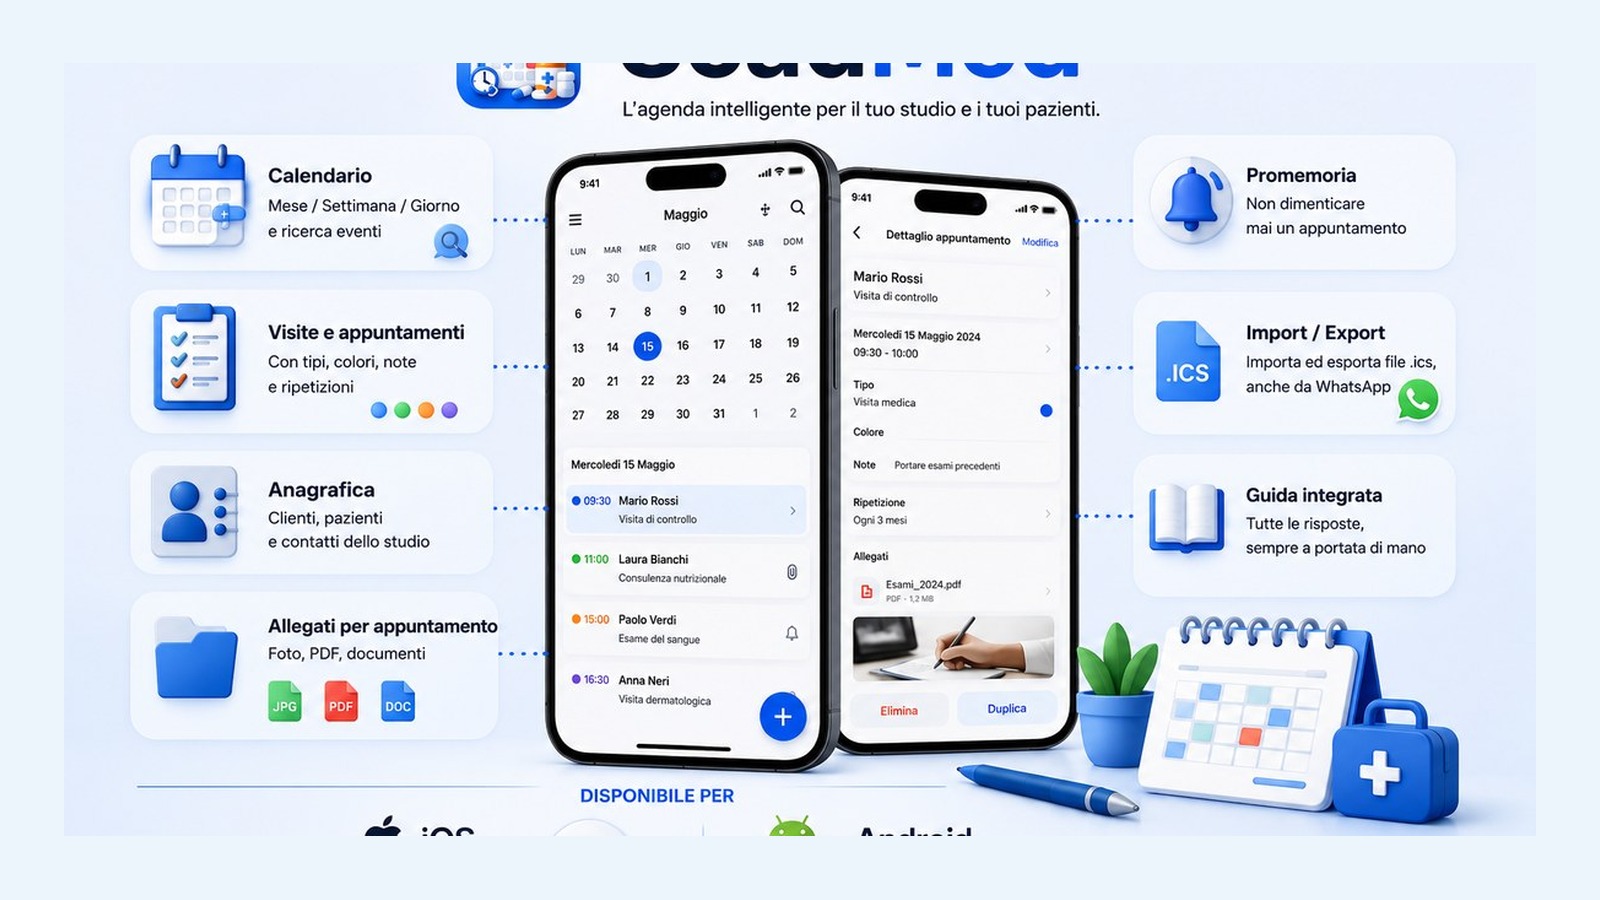 L'agenda intelligente per il tuo studio e i tuoi pazienti.
Calendario
Mese / Settimana / Giorno
e ricerca eventi
Visite e appuntamenti
Con tipi, colori, note
e ripetizioni
Anagrafica
Clienti, pazienti
e contatti dello studio
Allegati per appuntamento
Foto, PDF, documenti
JPG PDF DOC
9:41
Maggio
LUN MAR MER GIO VEN SAB DOM
29 30 1 2 3 4 5
6 7 8 9 10 11 12
13 14 15 16 17 18 19
20 21 22 23 24 25 26
27 28 29 30 31 1 2
Mercoledì 15 Maggio
09:30 Mario Rossi
Visita di controllo
11:00 Laura Bianchi
Consulenza nutrizionale
15:00 Paolo Verdi
Esame del sangue
16:30 Anna Neri
Visita dermatologica
9:41
Dettaglio appuntamento Modifica
Mario Rossi
Visita di controllo
Mercoledì 15 Maggio 2024
09:30 - 10:00
Tipo
Visita medica
Colore
Note Portare esami precedenti
Ripetizione
Ogni 3 mesi
Allegati
Esami_2024.pdf
PDF - 1,2 MB
Elimina Duplica
Promemoria
Non dimenticare
mai un appuntamento
.ICS
Import / Export
Importa ed esporta file .ics,
anche da WhatsApp
Guida integrata
Tutte le risposte,
sempre a portata di mano
DISPONIBILE PER
iOS Android